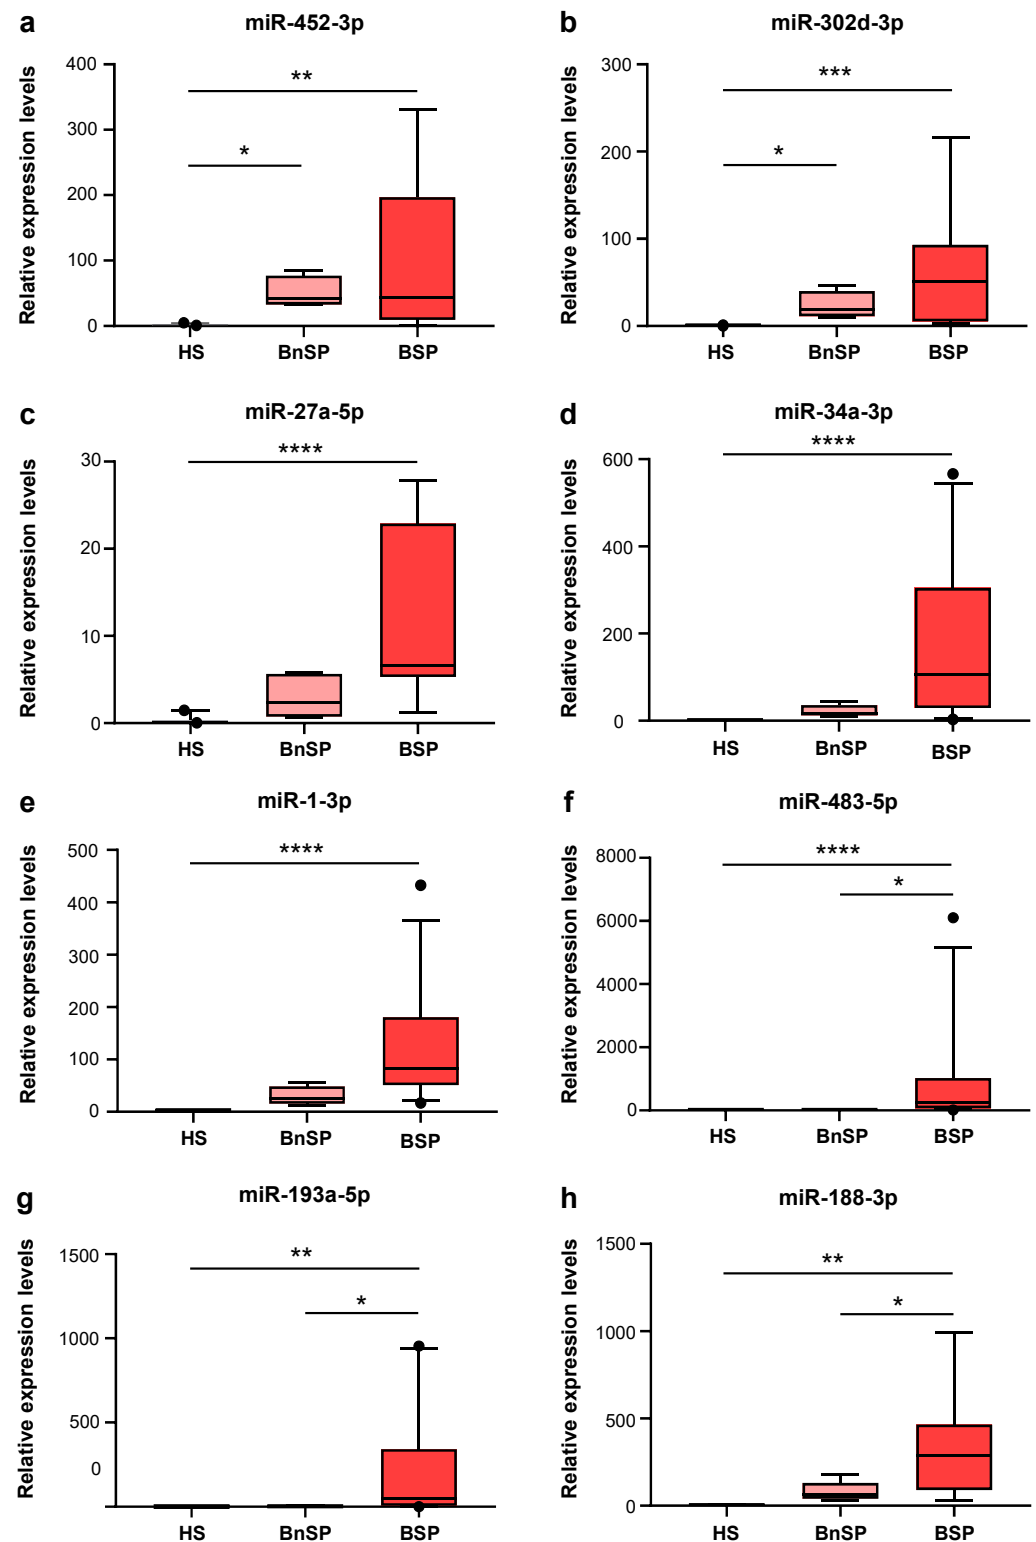 a miR-452-3p
Relative expression levels
400
300
200
100
0
**
*
HS BnSP BSP
b miR-302d-3p
Relative expression levels
300
200
100
0
***
*
HS BnSP BSP
c miR-27a-5p
Relative expression levels
30
20
10
0
****
HS BnSP BSP
d miR-34a-3p
Relative expression levels
600
400
200
0
****
HS BnSP BSP
e miR-1-3p
Relative expression levels
500
400
300
200
100
0
****
HS BnSP BSP
f miR-483-5p
Relative expression levels
8000
6000
4000
2000
0
****
*
HS BnSP BSP
g miR-193a-5p
Relative expression levels
1500
1000
500
0
**
*
HS BnSP BSP
h miR-188-3p
Relative expression levels
1500
1000
500
0
**
*
HS BnSP BSP